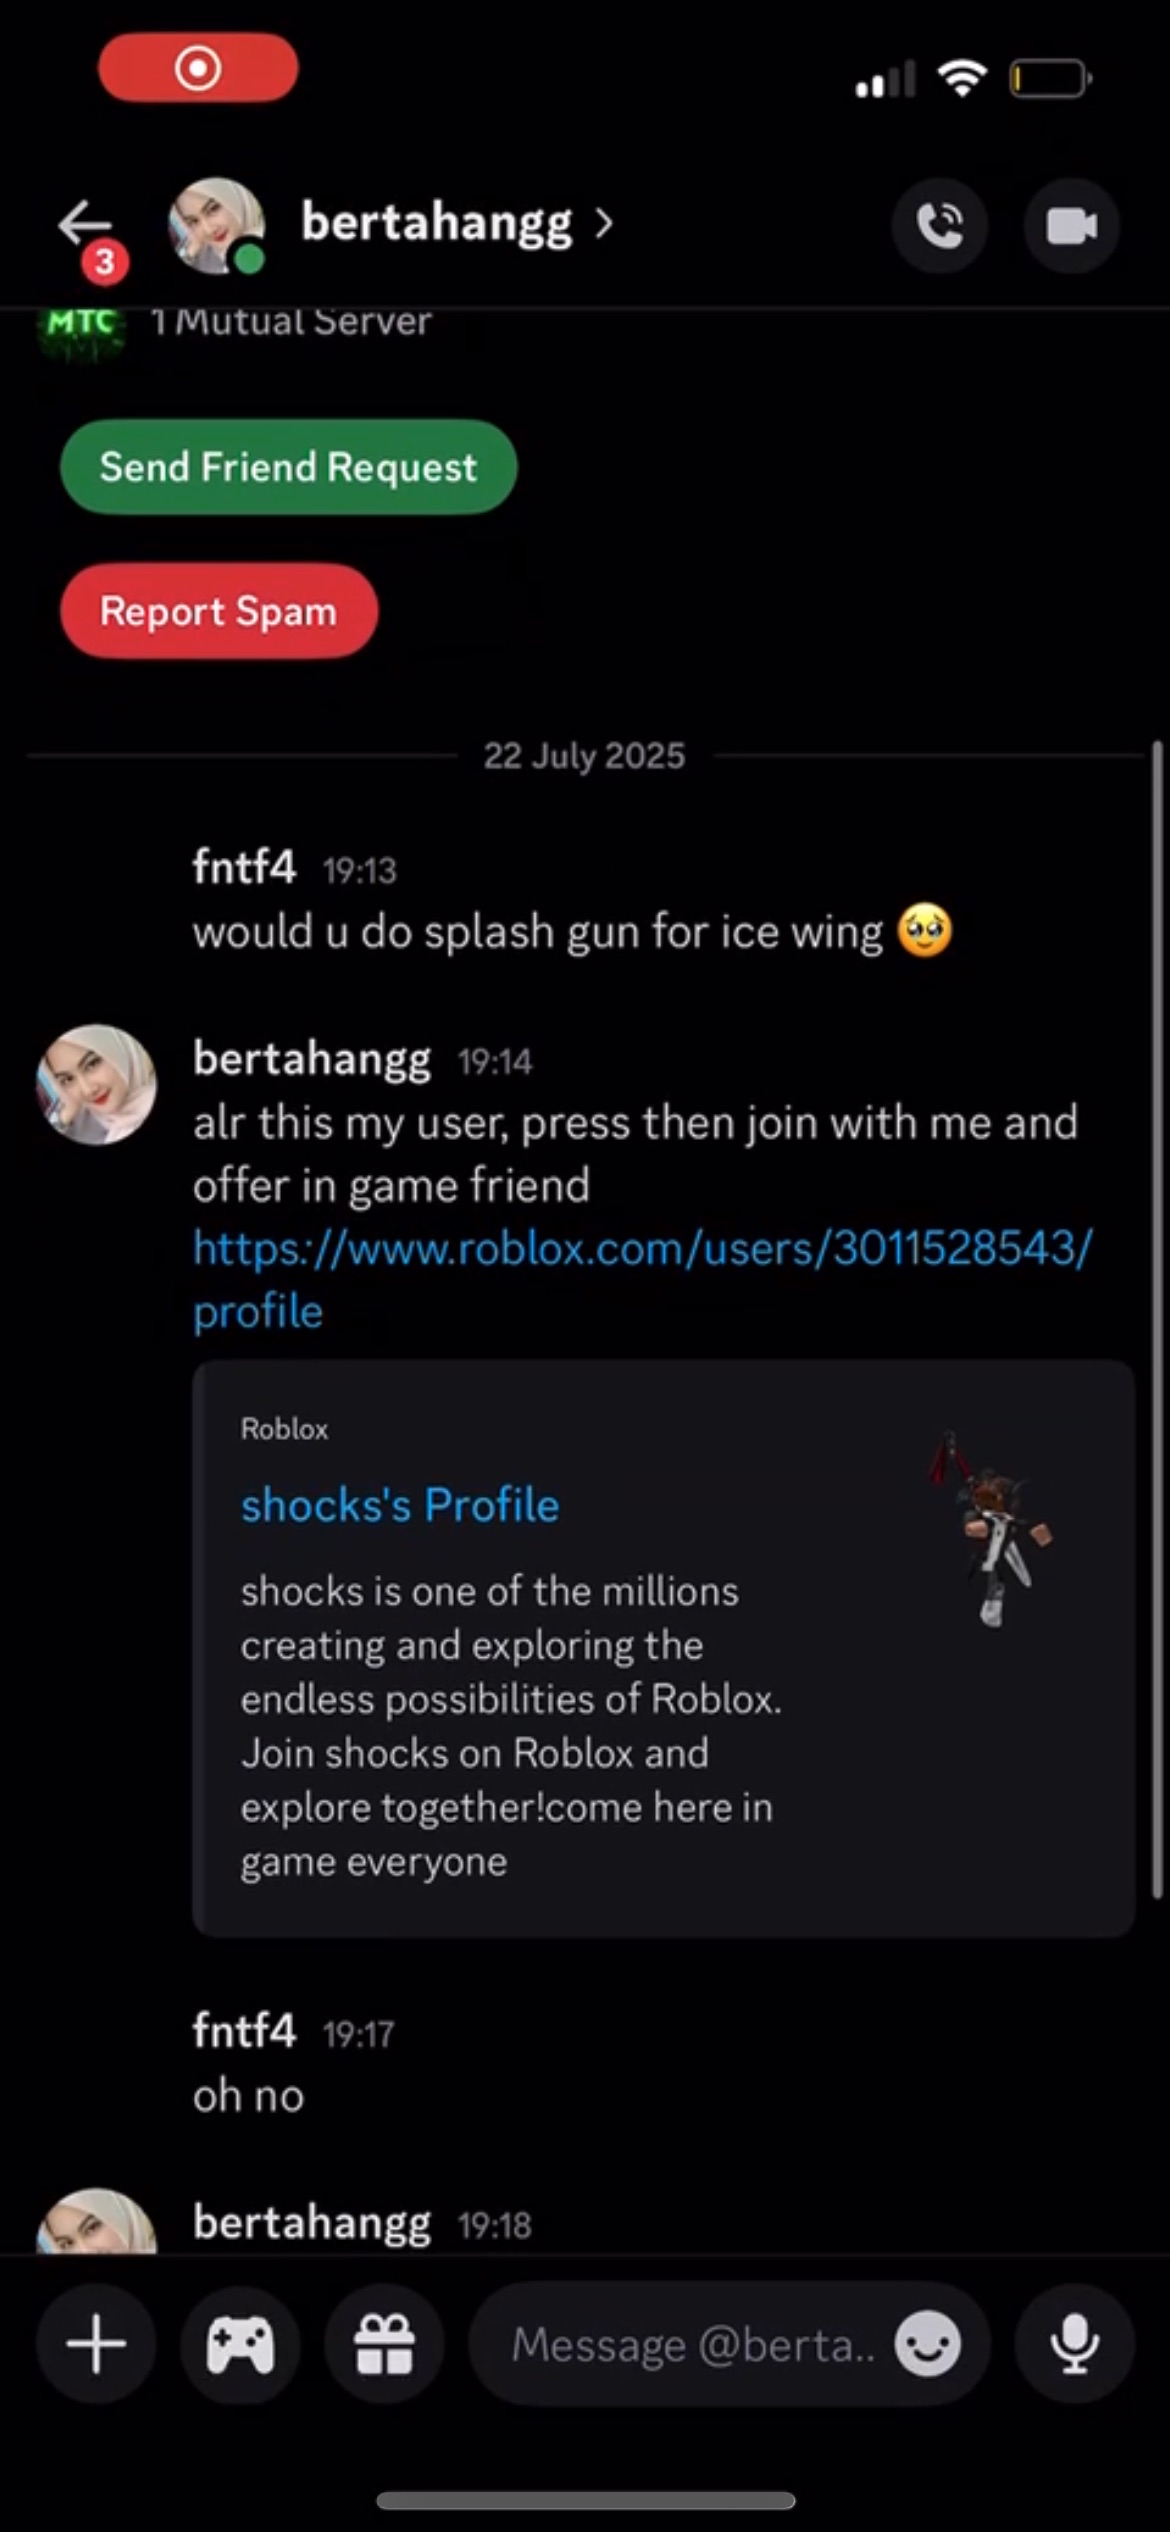 bertahangg
3
MTC
1 Mutual Server
Send Friend Request
Report Spam
22 July 2025
fntf4 19:13
would u do splash gun for ice wing 🥹
bertahangg 19:14
alr this my user, press then join with me and
offer in game friend
https://www.roblox.com/users/3011528543/
profile
Roblox
shocks's Profile
shocks is one of the millions
creating and exploring the
endless possibilities of Roblox.
Join shocks on Roblox and
explore together!come here in
game everyone
fntf4 19:17
oh no
bertahangg 19:18
Message @berta..